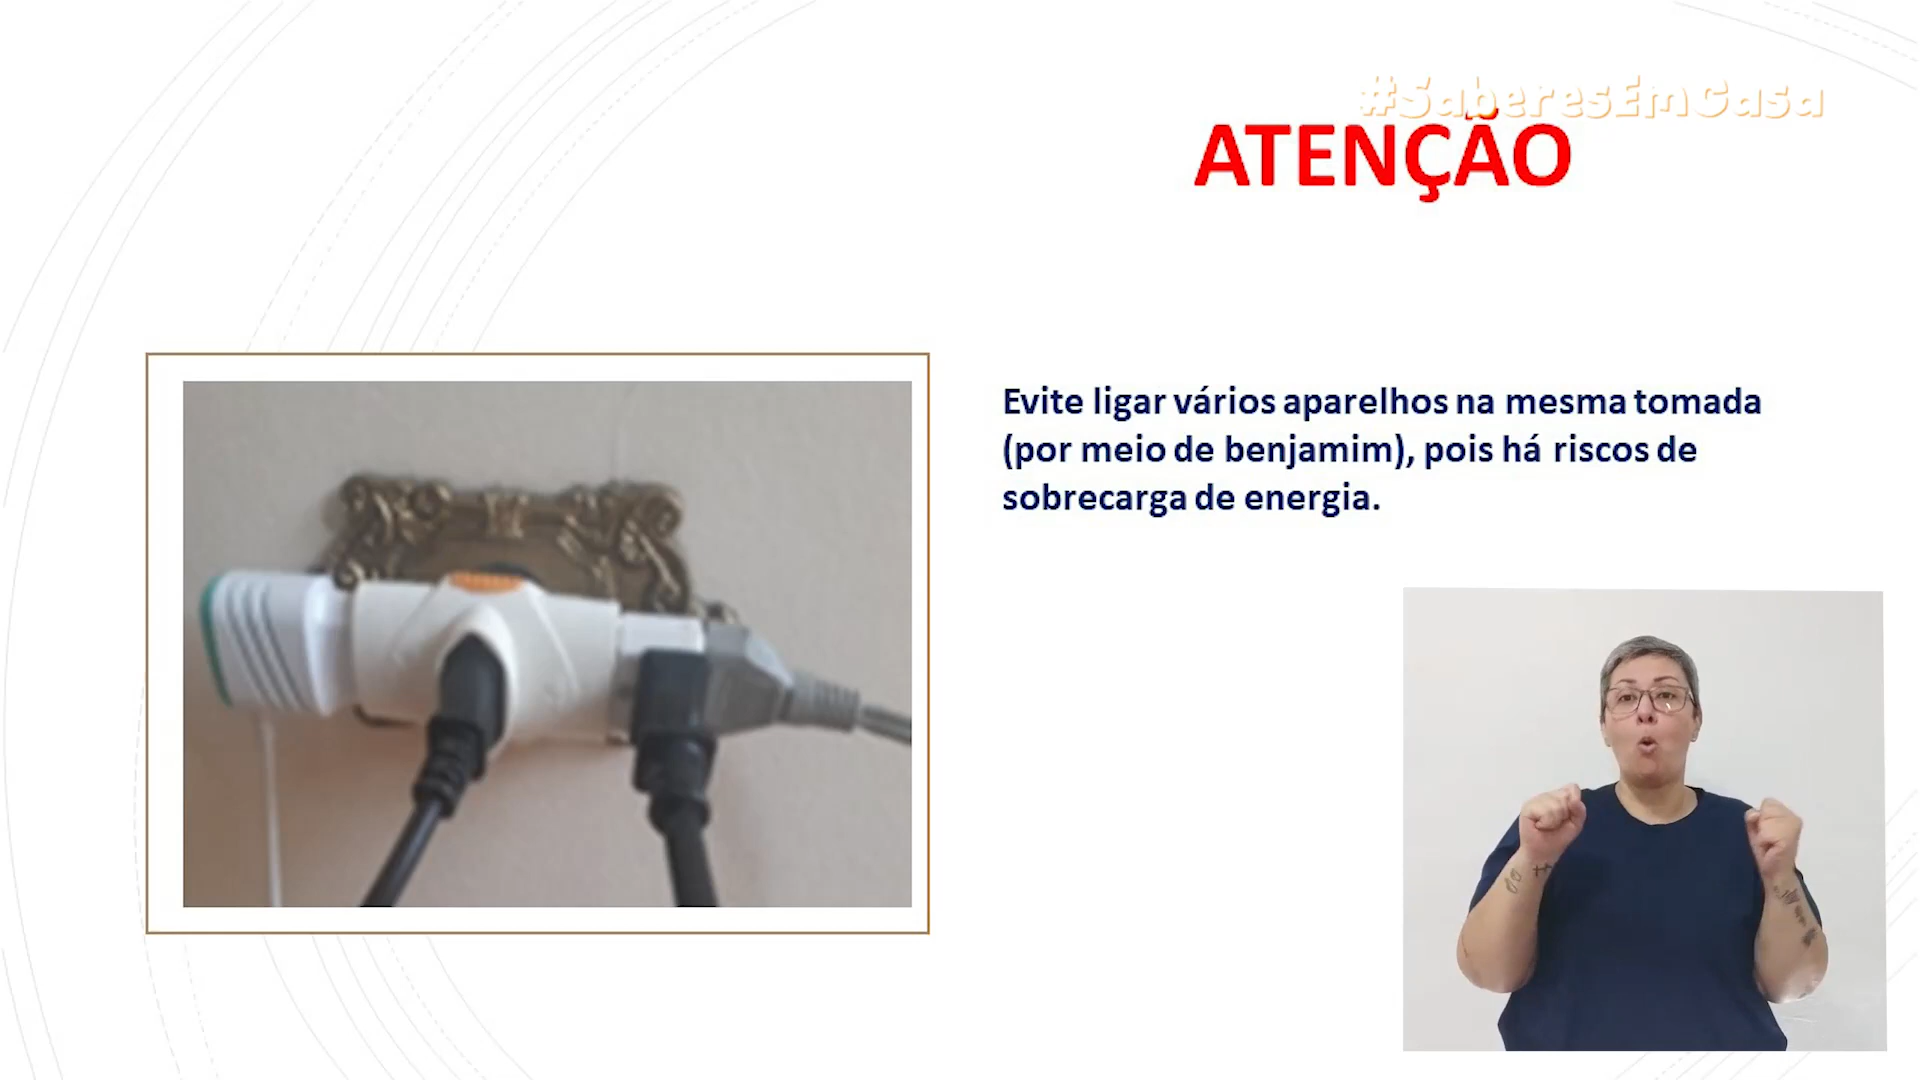 #SaberesEmCasa
ATENÇÃO
Evite ligar vários aparelhos na mesma tomada
(por meio de benjamim), pois há riscos de
sobrecarga de energia.